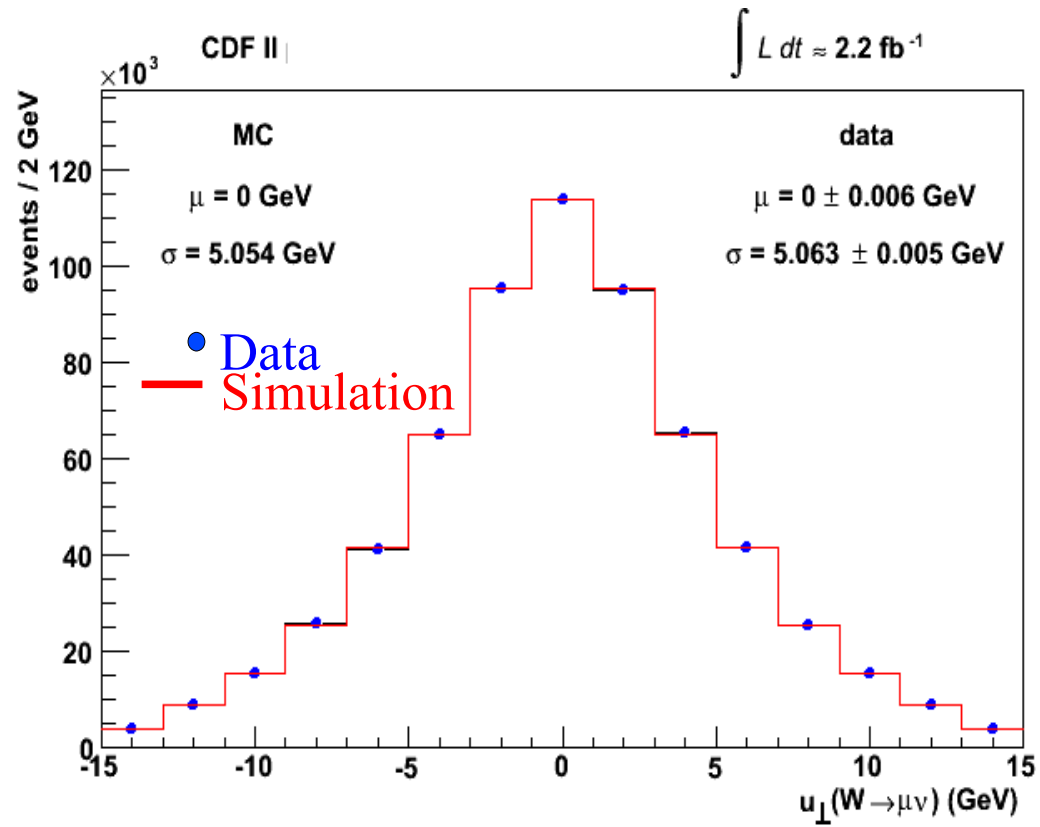 CDF II
∫ L dt ≈ 2.2 fb⁻¹
×10³
events / 2 GeV
MC
μ = 0 GeV
σ = 5.054 GeV
data
μ = 0 ± 0.006 GeV
σ = 5.063 ± 0.005 GeV
Data
Simulation
120
100
80
60
40
20
0
-15 -10 -5 0 5 10 15
u⊥(W→μν) (GeV)